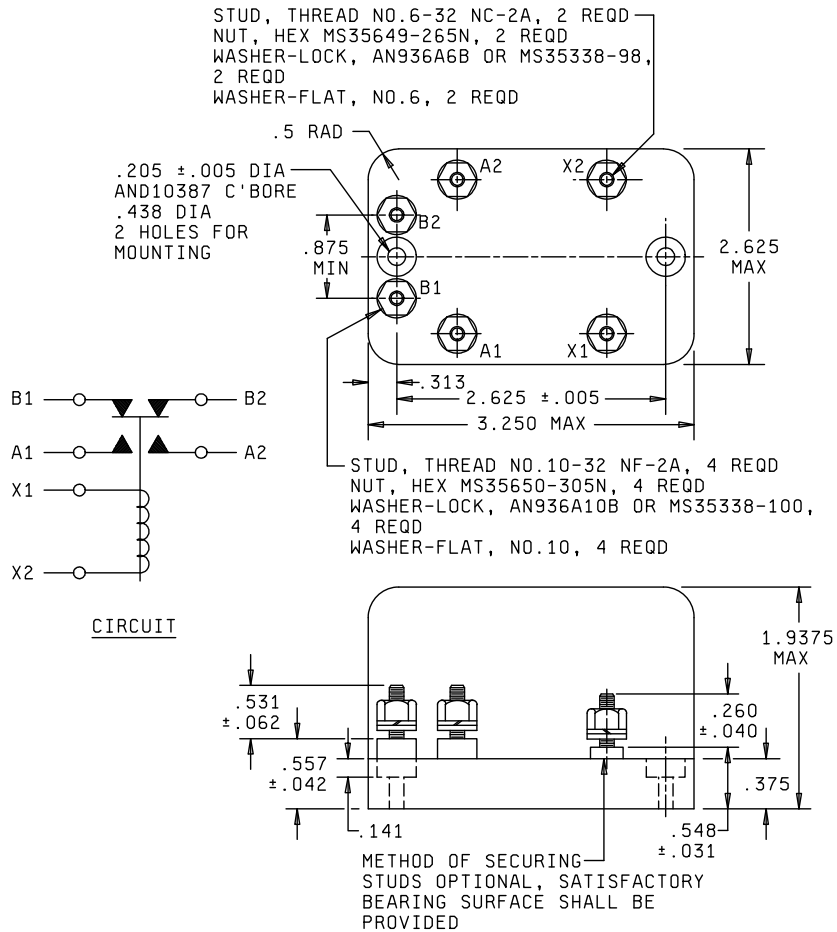 STUD, THREAD NO.6-32 NC-2A, 2 REQD
NUT, HEX MS35649-265N, 2 REQD
WASHER-LOCK, AN936A6B OR MS35338-98,
2 REQD
WASHER-FLAT, NO.6, 2 REQD
.5 RAD
.205 ±.005 DIA
AND10387 C'BORE
.438 DIA
2 HOLES FOR
MOUNTING
A2
X2
B2
.875
MIN
B1
A1
X1
2.625
MAX
.313
2.625 ±.005
3.250 MAX
B1
B2
A1
A2
X1
X2
CIRCUIT
STUD, THREAD NO.10-32 NF-2A, 4 REQD
NUT, HEX MS35650-305N, 4 REQD
WASHER-LOCK, AN936A10B OR MS35338-100,
4 REQD
WASHER-FLAT, NO.10, 4 REQD
1.9375
MAX
.531
±.062
.260
±.040
.557
±.042
.375
.141
.548
±.031
METHOD OF SECURING
STUDS OPTIONAL, SATISFACTORY
BEARING SURFACE SHALL BE
PROVIDED